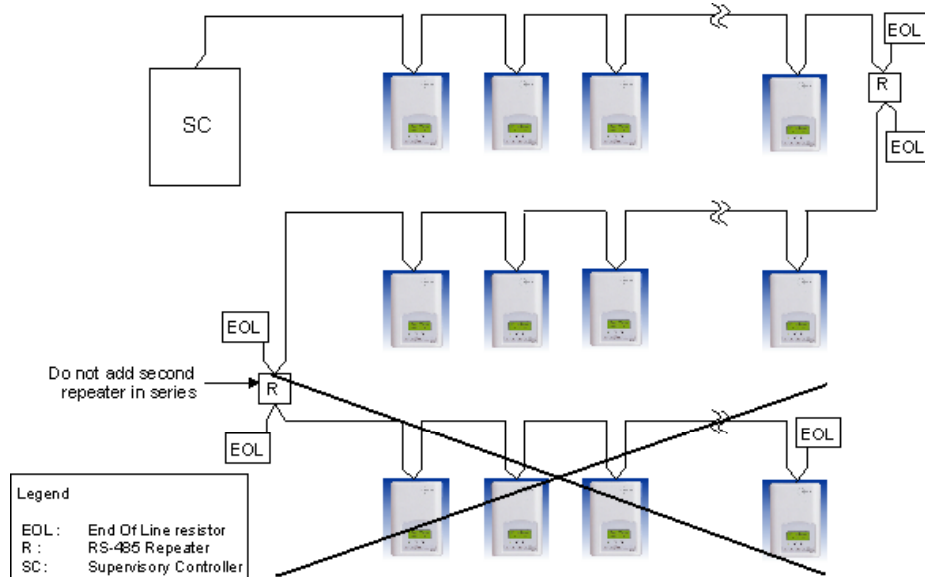 EOL
SC
R
EOL
EOL
Do not add second
repeater in series
R
EOL
EOL
Legend
EOL : End Of Line resistor
R : RS-485 Repeater
SC : Supervisory Controller